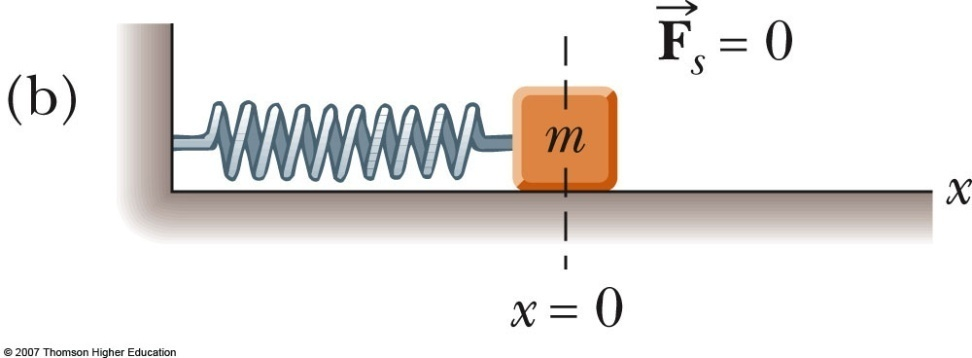 F⃗s = 0
(b)
m
x
x = 0
© 2007 Thomson Higher Education